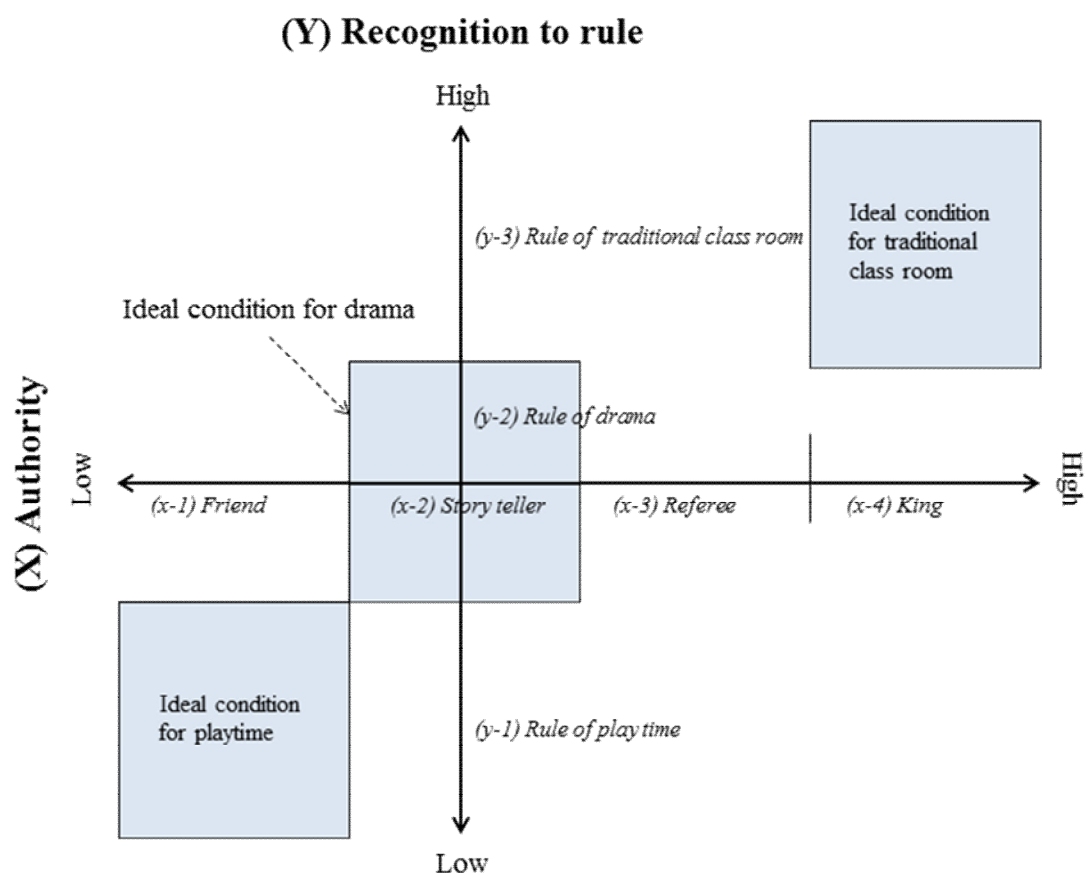 (Y) Recognition to rule
High
Ideal condition
for traditional
class room
(y-3) Rule of traditional class room
Ideal condition for drama
(y-2) Rule of drama
(X) Authority
Low
High
(x-1) Friend
(x-2) Story teller
(x-3) Referee
(x-4) King
Ideal condition
for playtime
(y-1) Rule of play time
Low